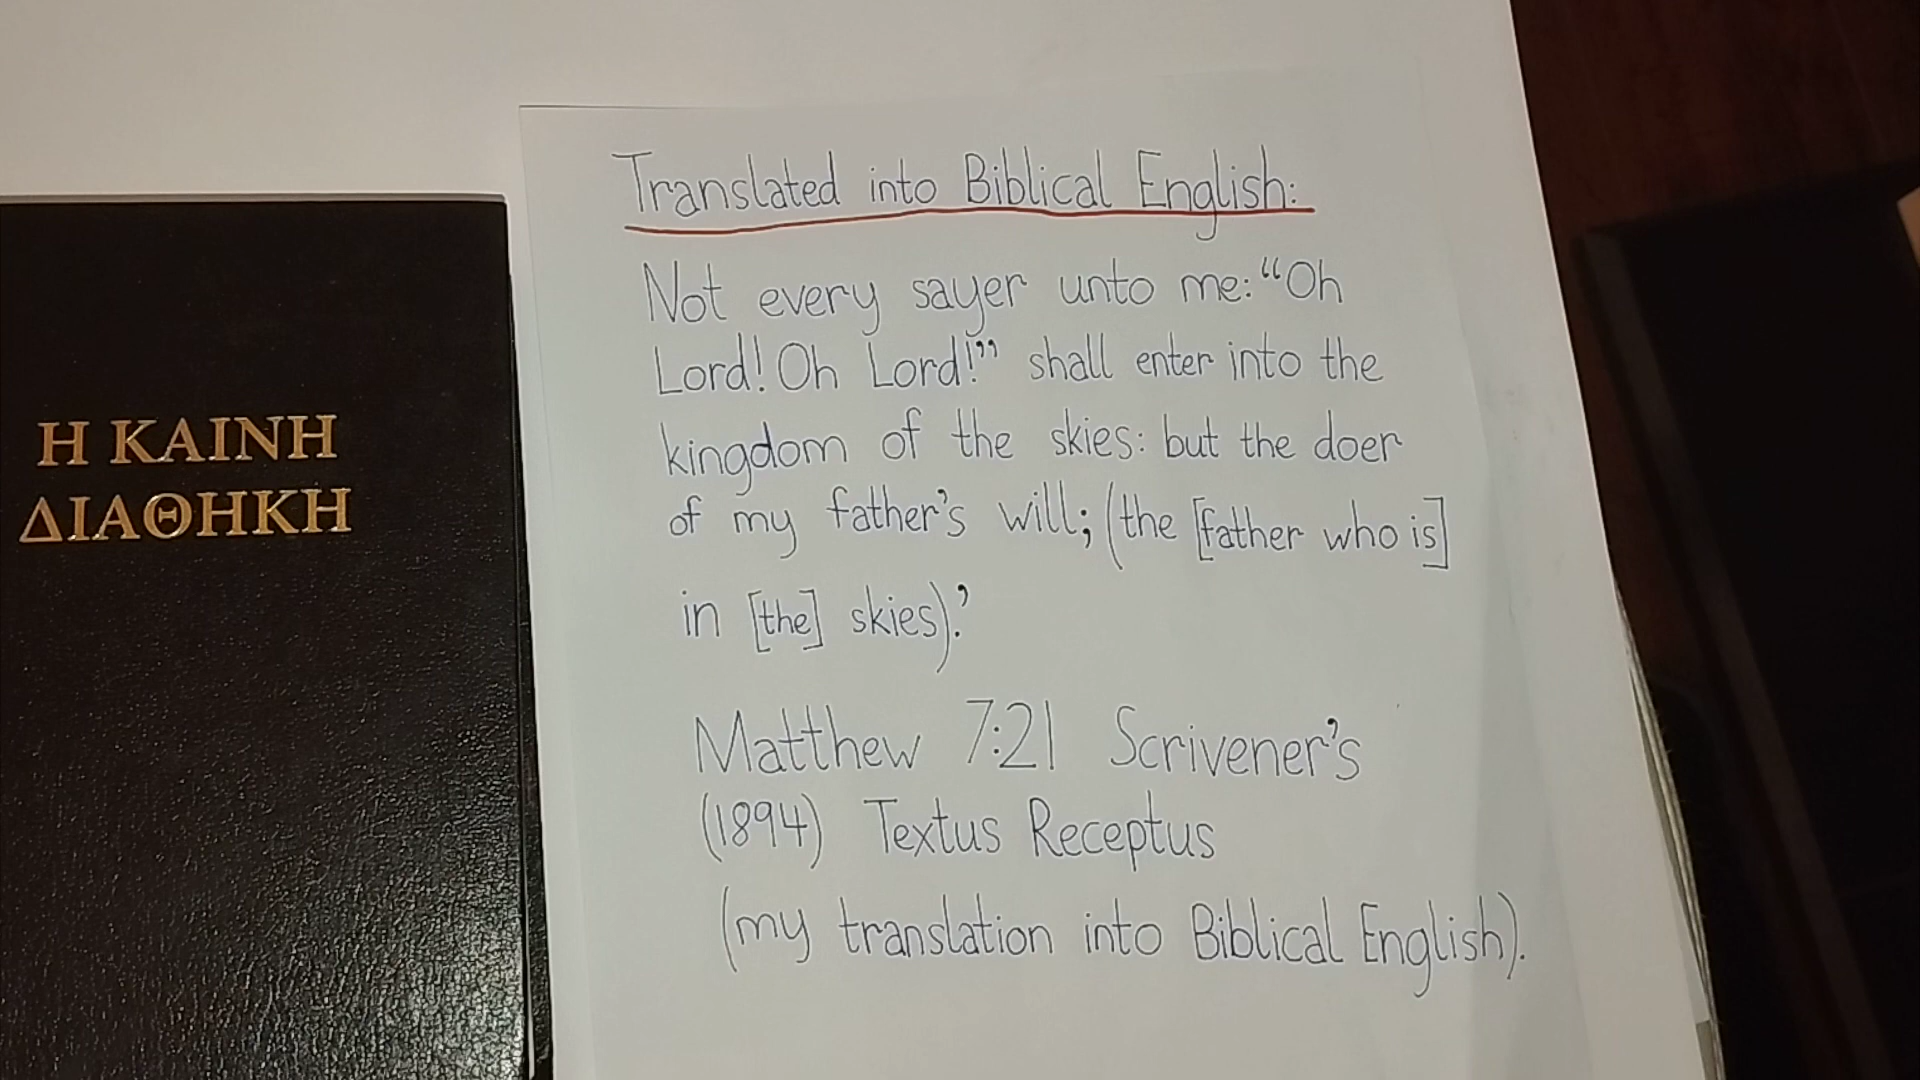 Η ΚΑΙΝΗ
ΔΙΑΘΗΚΗ
Translated into Biblical English:
Not every sayer unto me: “Oh
Lord! Oh Lord!” shall enter into the
kingdom of the skies: but the doer
of my father’s will; (the [father who is]
in [the] skies).’
Matthew 7:21 Scrivener’s
(1894) Textus Receptus
(my translation into Biblical English).